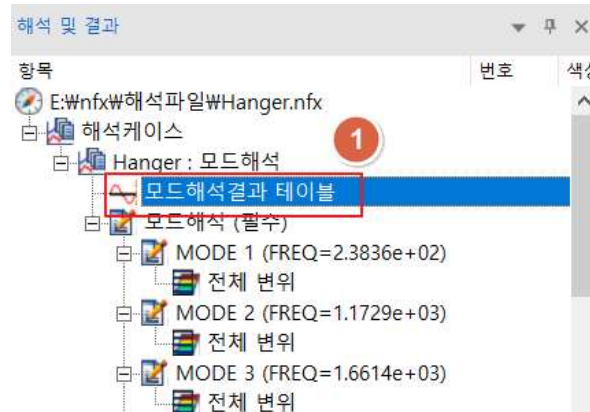 해석 및 결과
항목 번호
E:₩nfx₩해석파일₩Hanger.nfx
해석케이스
1
Hanger : 모드해석
모드해석결과 테이블
모드해석 (필수)
MODE 1 (FREQ=2.3836e+02)
전체 변위
MODE 2 (FREQ=1.1729e+03)
전체 변위
MODE 3 (FREQ=1.6614e+03)
전체 변위